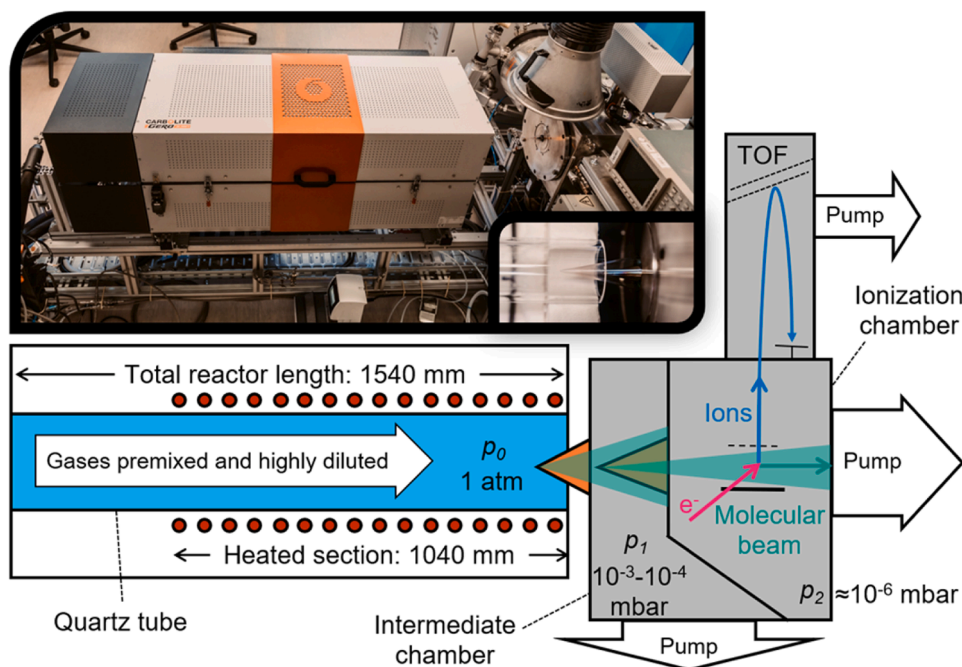 CARBOLITE
GERO
TOF
Pump
Ionization
chamber
Total reactor length: 1540 mm
Ions
Gases premixed and highly diluted
p₀
1 atm
Pump
e⁻
Molecular
beam
Heated section: 1040 mm
p₁
10⁻³-10⁻⁴
mbar
p₂ ≈10⁻⁶ mbar
Quartz tube
Intermediate
chamber
Pump